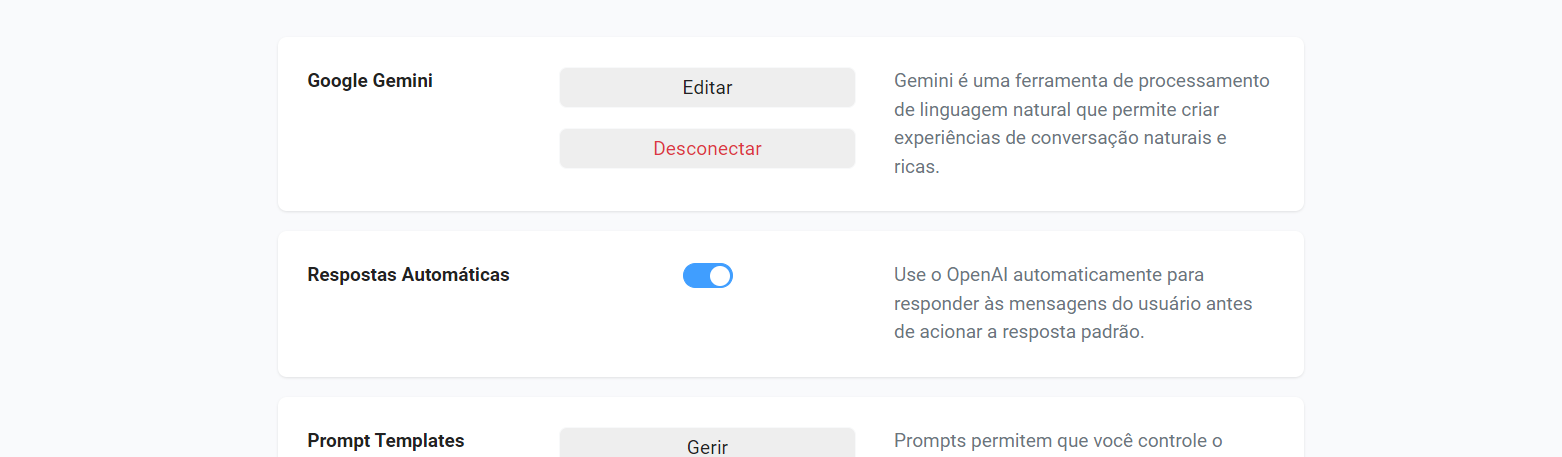 Google Gemini
Editar
Desconectar
Gemini é uma ferramenta de processamento
de linguagem natural que permite criar
experiências de conversação naturais e
ricas.
Respostas Automáticas
Use o OpenAI automaticamente para
responder às mensagens do usuário antes
de acionar a resposta padrão.
Prompt Templates
Gerir
Prompts permitem que você controle o